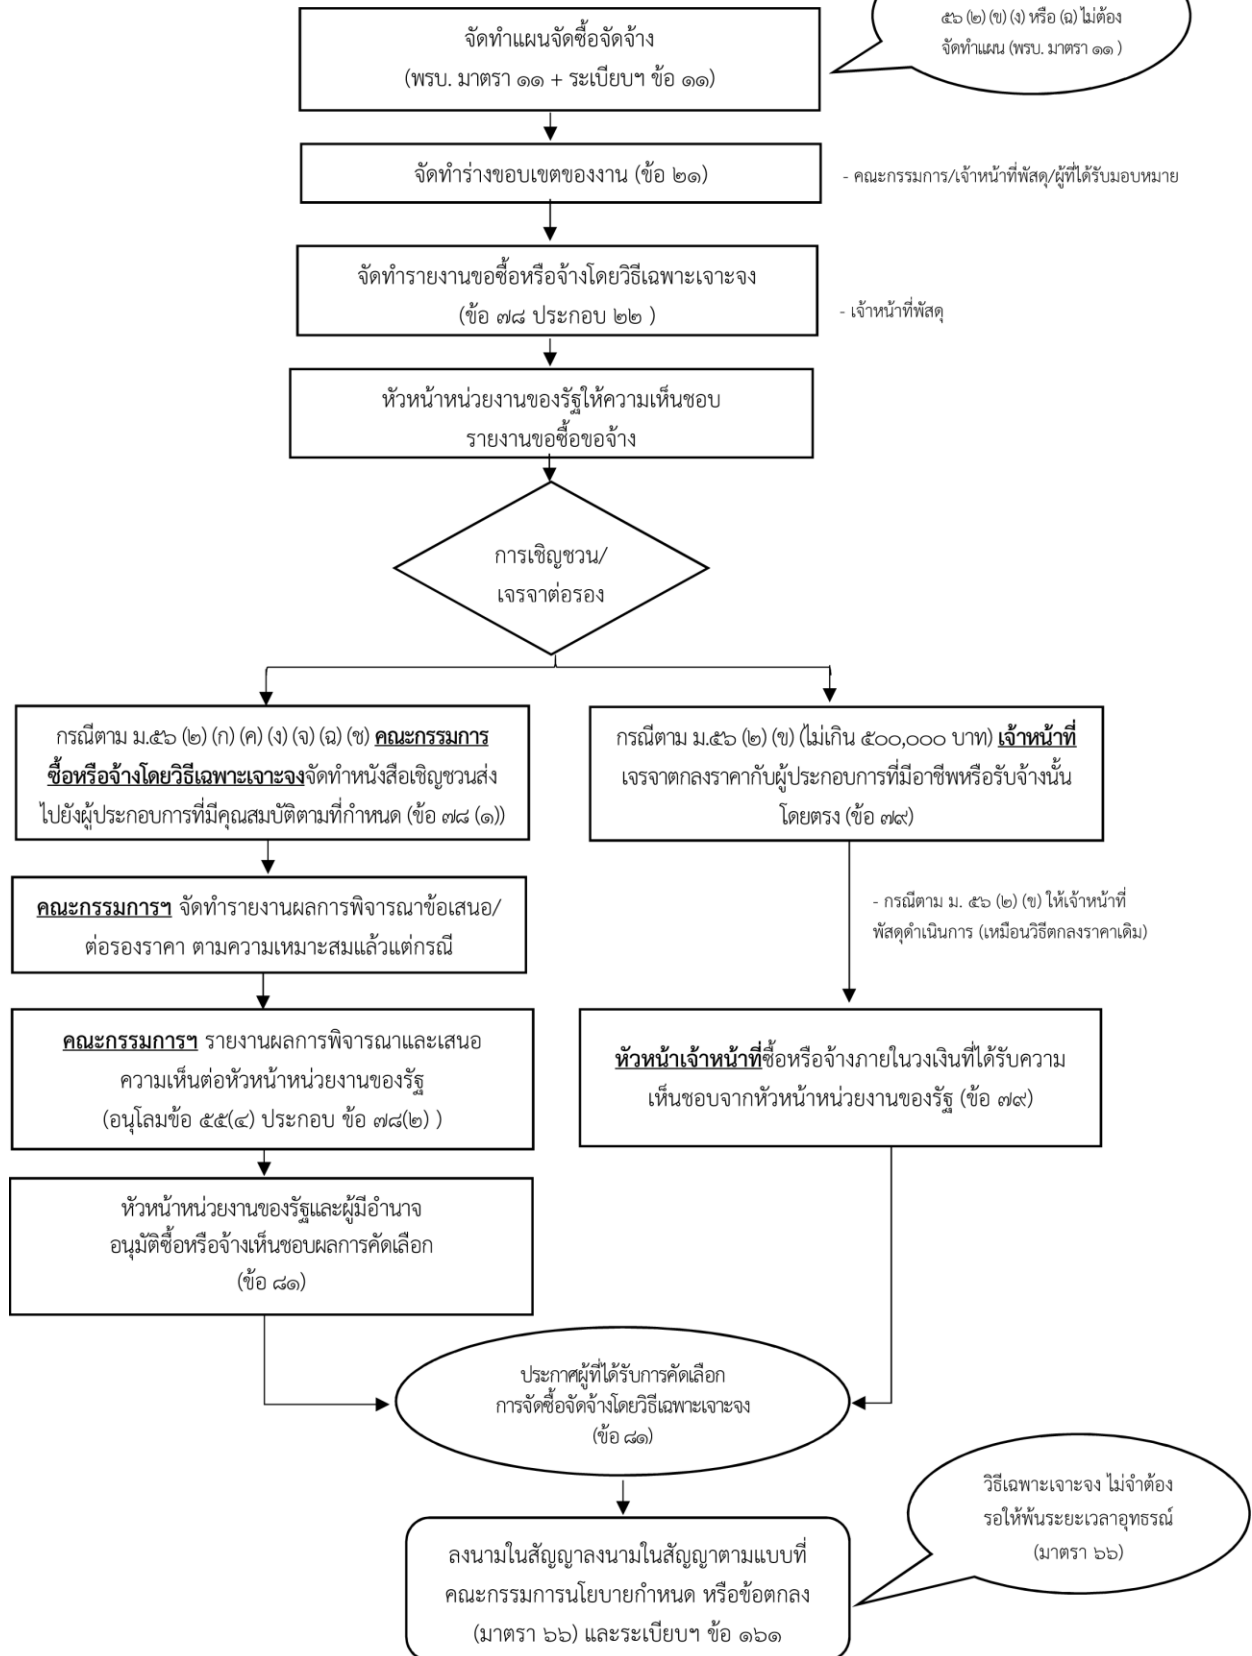 ๕๖ (๒) (ข) (ง) หรือ (ฉ) ไม่ต้อง
จัดทำแผน (พรบ. มาตรา ๑๑ )
จัดทำแผนจัดซื้อจัดจ้าง
(พรบ. มาตรา ๑๑ + ระเบียบฯ ข้อ ๑๑)
จัดทำร่างขอบเขตของงาน (ข้อ ๒๑)
- คณะกรรมการ/เจ้าหน้าที่พัสดุ/ผู้ที่ได้รับมอบหมาย
จัดทำรายงานขอซื้อหรือจ้างโดยวิธีเฉพาะเจาะจง
(ข้อ ๗๘ ประกอบ ๒๒ )
- เจ้าหน้าที่พัสดุ
หัวหน้าหน่วยงานของรัฐให้ความเห็นชอบ
รายงานขอซื้อขอจ้าง
การเชิญชวน/
เจรจาต่อรอง
กรณีตาม ม.๕๖ (๒) (ก) (ค) (ง) (จ) (ฉ) (ช) คณะกรรมการ
ซื้อหรือจ้างโดยวิธีเฉพาะเจาะจงจัดทำหนังสือเชิญชวนส่ง
ไปยังผู้ประกอบการที่มีคุณสมบัติตามที่กำหนด (ข้อ ๗๘ (๑))
กรณีตาม ม.๕๖ (๒) (ข) (ไม่เกิน ๕๐๐,๐๐๐ บาท) เจ้าหน้าที่
เจรจาตกลงราคากับผู้ประกอบการที่มีอาชีพหรือรับจ้างนั้น
โดยตรง (ข้อ ๗๙)
คณะกรรมการฯ จัดทำรายงานผลการพิจารณาข้อเสนอ/
ต่อรองราคา ตามความเหมาะสมแล้วแต่กรณี
- กรณีตาม ม. ๕๖ (๒) (ข) ให้เจ้าหน้าที่
พัสดุดำเนินการ (เหมือนวิธีตกลงราคาเดิม)
คณะกรรมการฯ รายงานผลการพิจารณาและเสนอ
ความเห็นต่อหัวหน้าหน่วยงานของรัฐ
(อนุโลมข้อ ๕๕(๔) ประกอบ ข้อ ๗๘(๒) )
หัวหน้าเจ้าหน้าที่ซื้อหรือจ้างภายในวงเงินที่ได้รับความ
เห็นชอบจากหัวหน้าหน่วยงานของรัฐ (ข้อ ๗๙)
หัวหน้าหน่วยงานของรัฐและผู้มีอำนาจ
อนุมัติซื้อหรือจ้างเห็นชอบผลการคัดเลือก
(ข้อ ๘๑)
ประกาศผู้ที่ได้รับการคัดเลือก
การจัดซื้อจัดจ้างโดยวิธีเฉพาะเจาะจง
(ข้อ ๘๑)
วิธีเฉพาะเจาะจง ไม่จำต้อง
รอให้พ้นระยะเวลาอุทธรณ์
(มาตรา ๖๖)
ลงนามในสัญญาลงนามในสัญญาตามแบบที่
คณะกรรมการนโยบายกำหนด หรือข้อตกลง
(มาตรา ๖๖) และระเบียบฯ ข้อ ๑๖๑